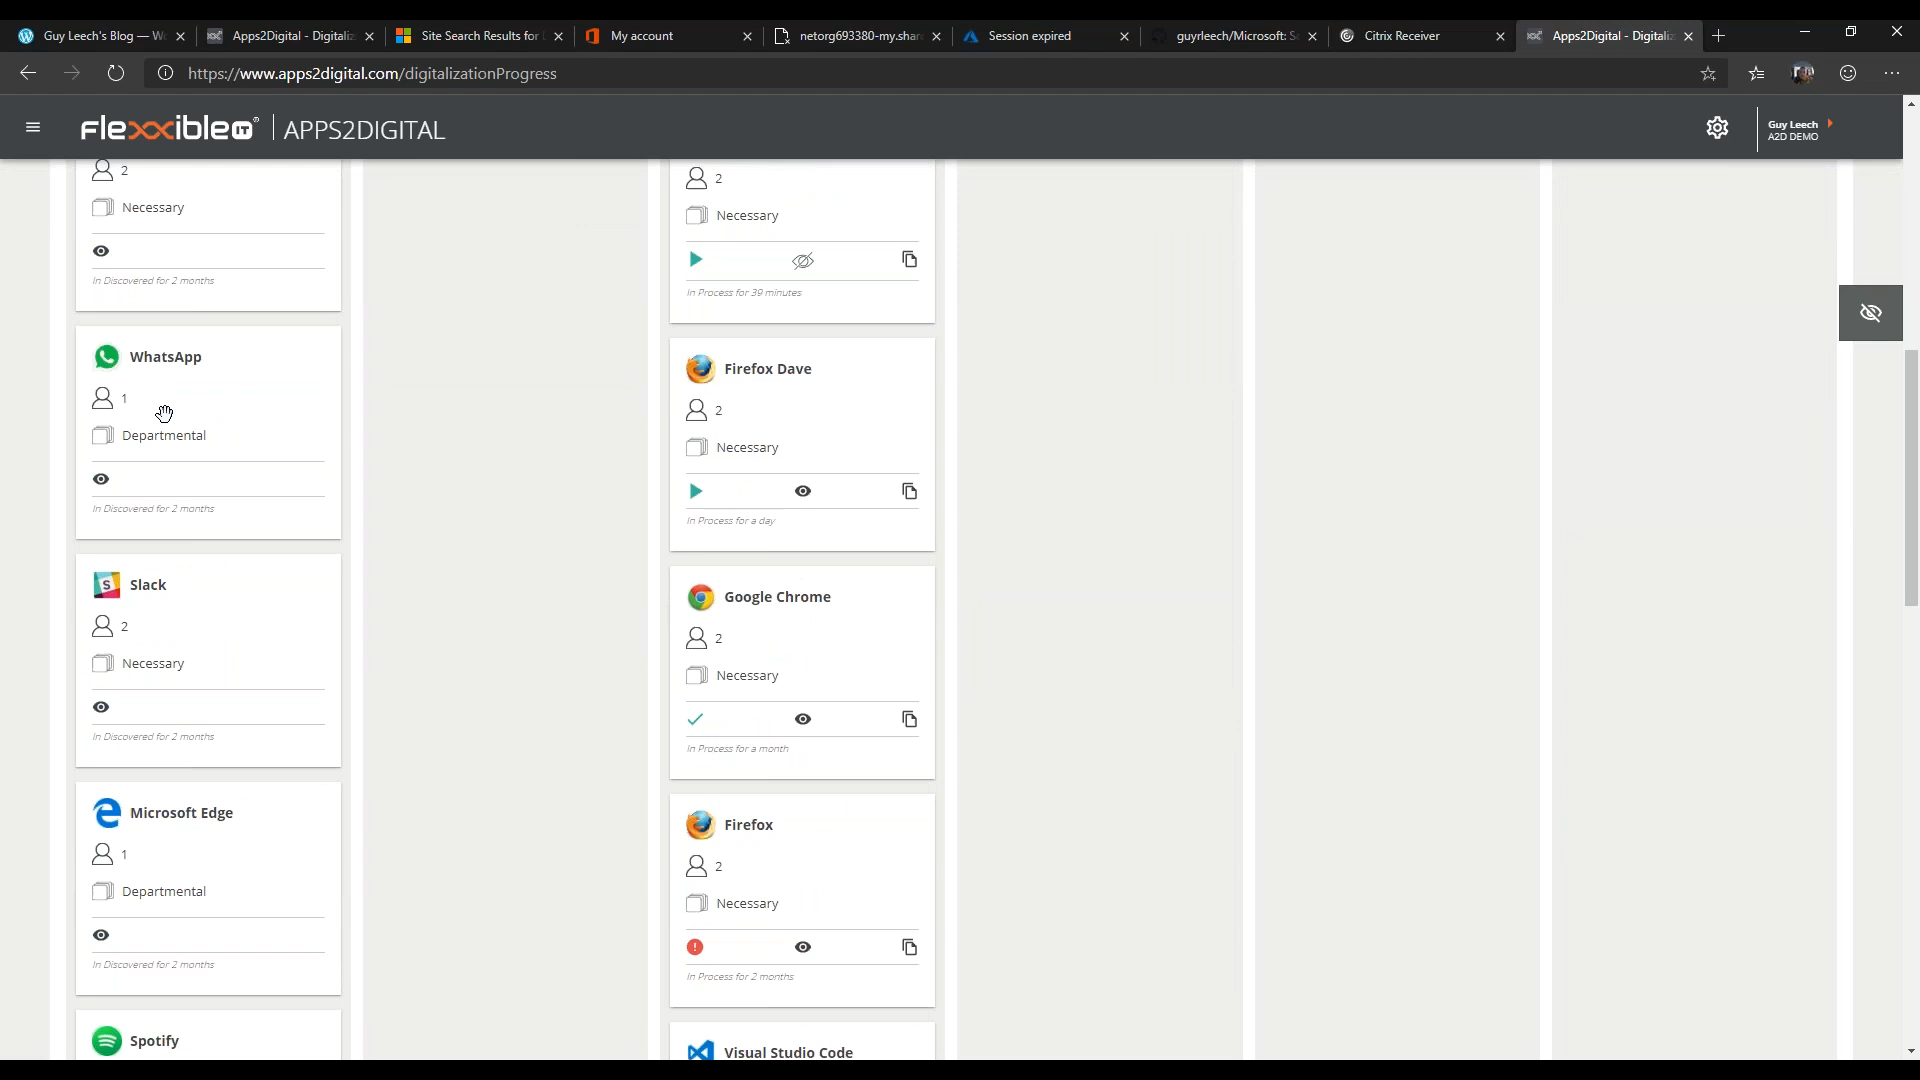 Guy Leech's Blog — W
Apps2Digital - Digitaliz
Site Search Results for
My account
netorg693380-my.shar
Session expired
guyrleech/Microsoft: S
Citrix Receiver
Apps2Digital - Digitaliz
https://www.apps2digital.com/digitalizationProgress
flexxible IT
APPS2DIGITAL
Guy Leech
A2D DEMO
2
Necessary
In Discovered for 2 months
WhatsApp
1
Departmental
In Discovered for 2 months
Slack
2
Necessary
In Discovered for 2 months
Microsoft Edge
1
Departmental
In Discovered for 2 months
Spotify
2
Necessary
In Process for 39 minutes
Firefox Dave
2
Necessary
In Process for a day
Google Chrome
2
Necessary
In Process for a month
Firefox
2
Necessary
In Process for 2 months
Visual Studio Code